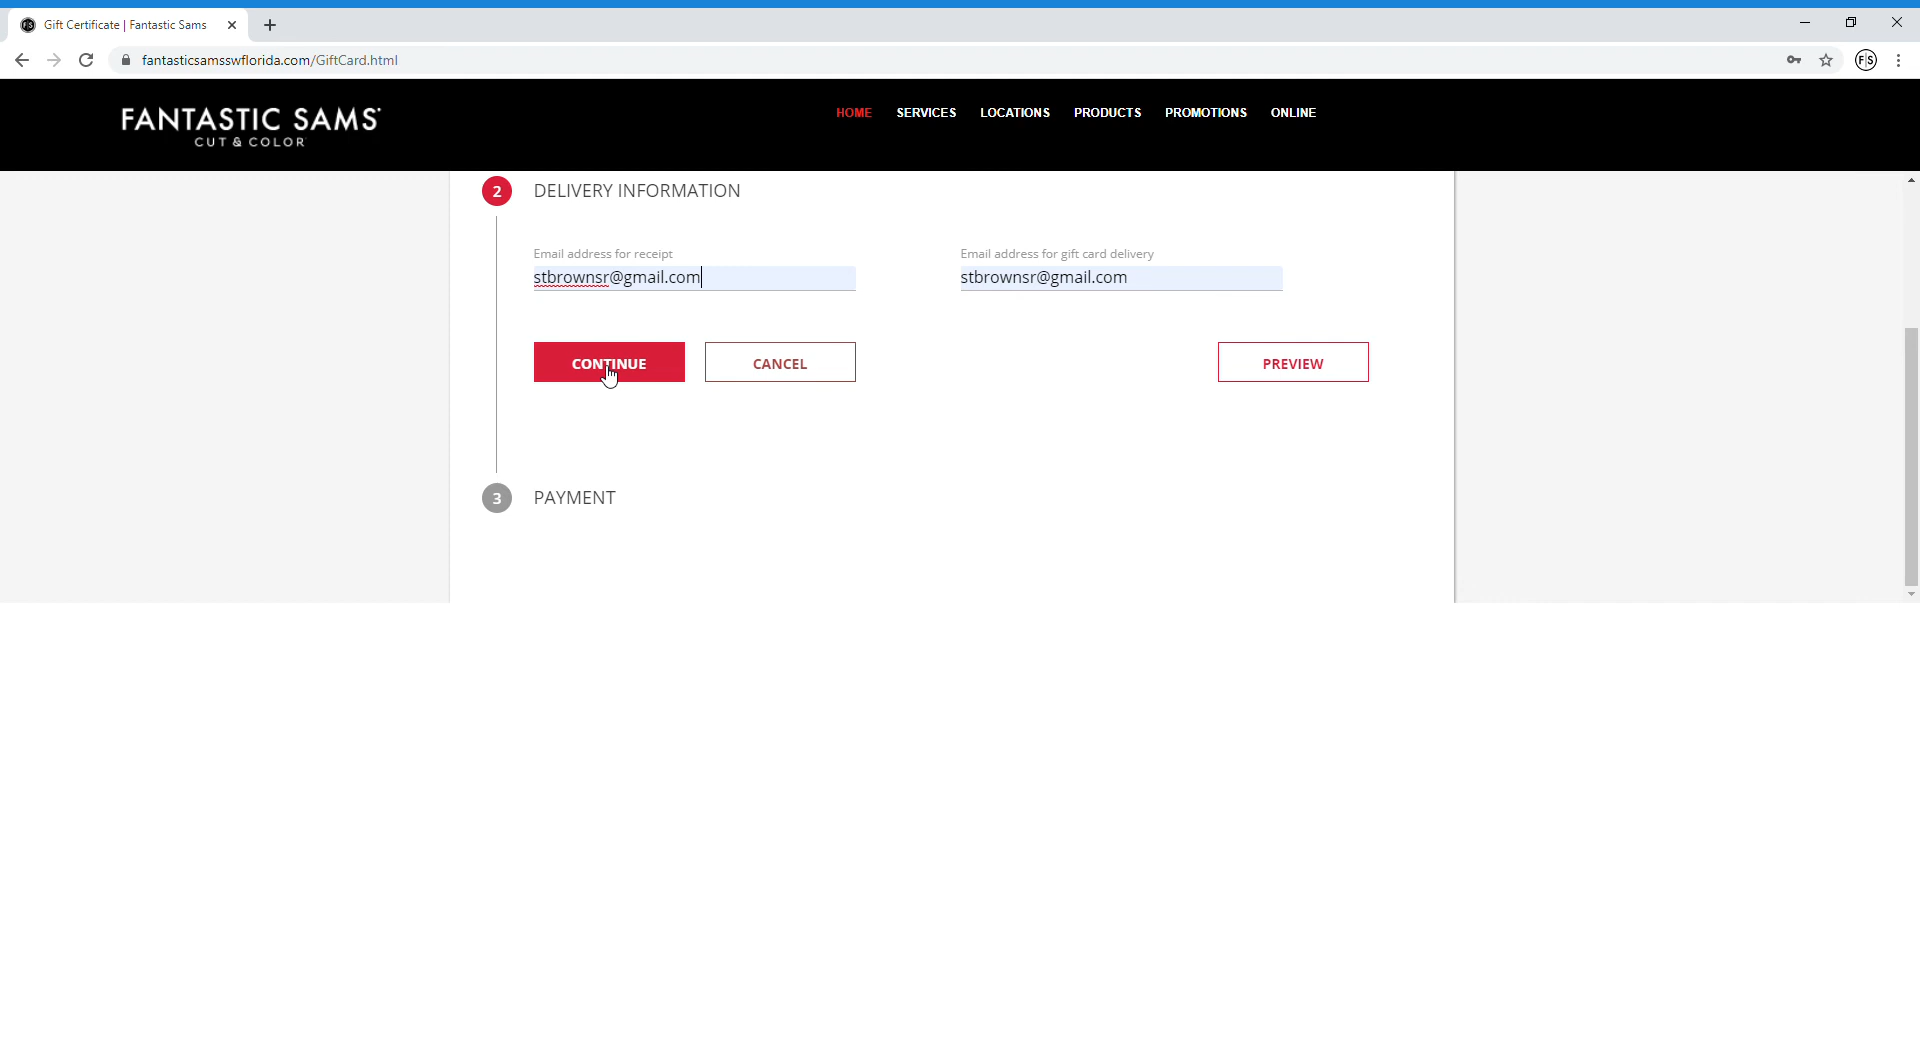 Gift Certificate | Fantastic Sams
fantasticsamsswflorida.com/GiftCard.html
F|S
FANTASTIC SAMS
CUT & COLOR
HOME SERVICES LOCATIONS PRODUCTS PROMOTIONS ONLINE
2 DELIVERY INFORMATION
Email address for receipt Email address for gift card delivery
stbrownsr@gmail.com stbrownsr@gmail.com
CONTINUE CANCEL PREVIEW
3 PAYMENT